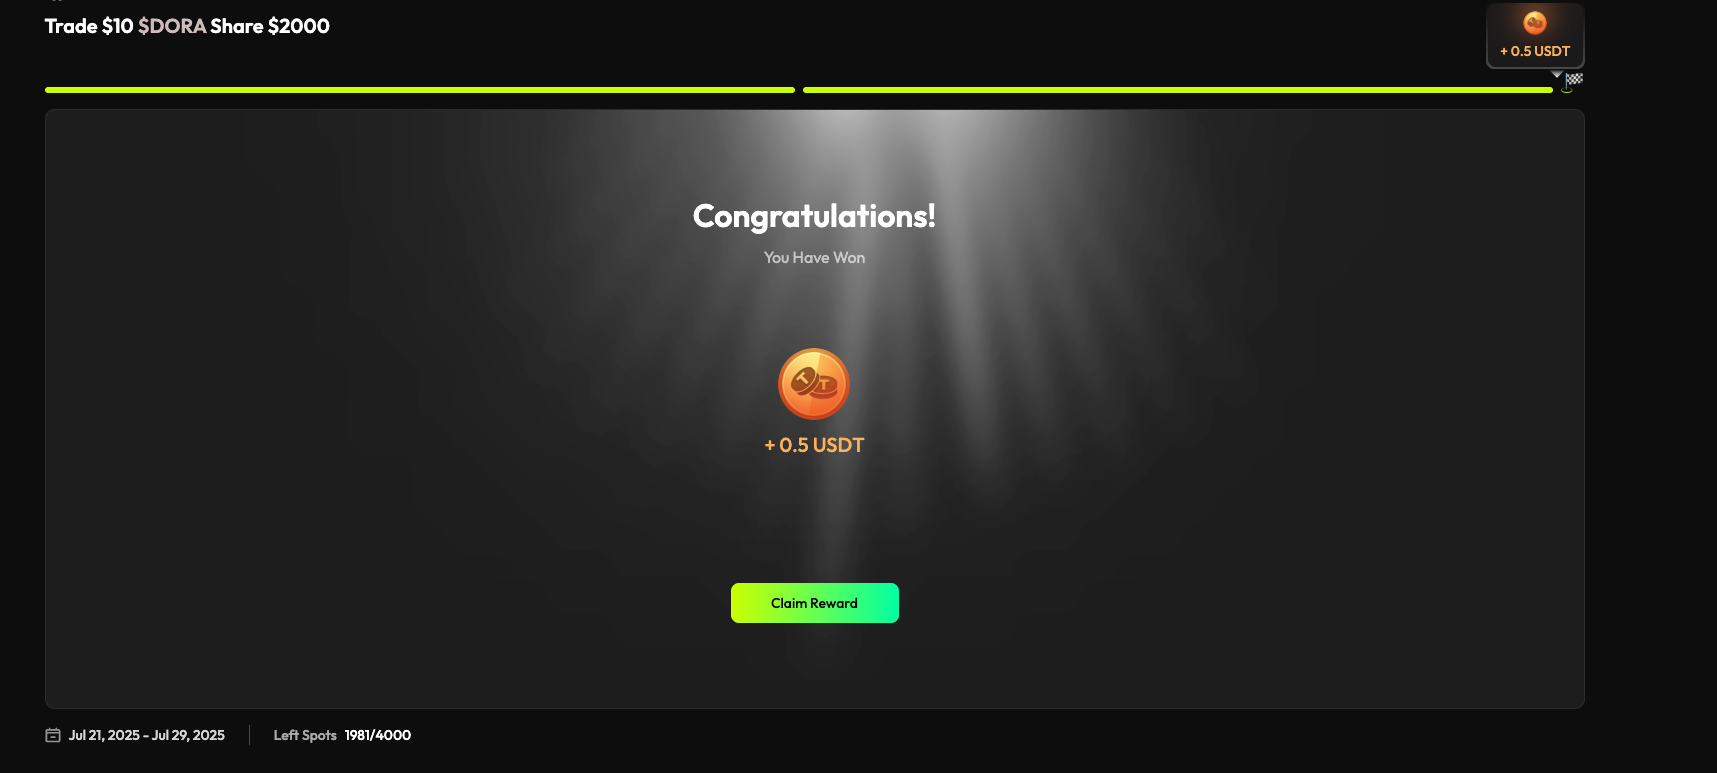 Trade $10 $DORA Share $2000
+ 0.5 USDT
Congratulations!
You Have Won
T T
+ 0.5 USDT
Claim Reward
Jul 21, 2025 - Jul 29, 2025
Left Spots 1981/4000